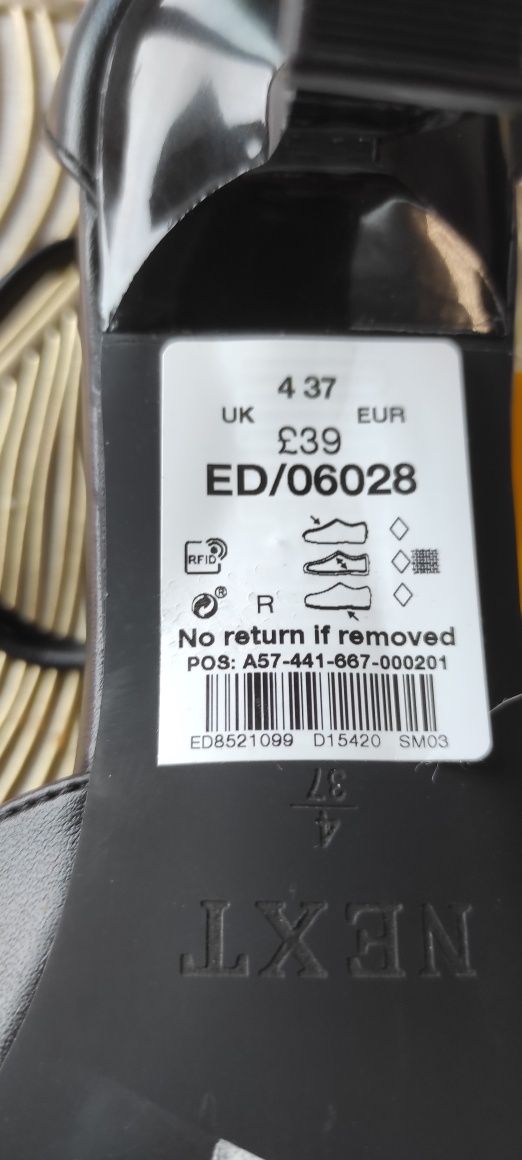 4 37
UK EUR
£39
ED/06028
RFID
R
No return if removed
POS: A57-441-667-000201
ED8521099 D15420 SM03
37
4
NEXT